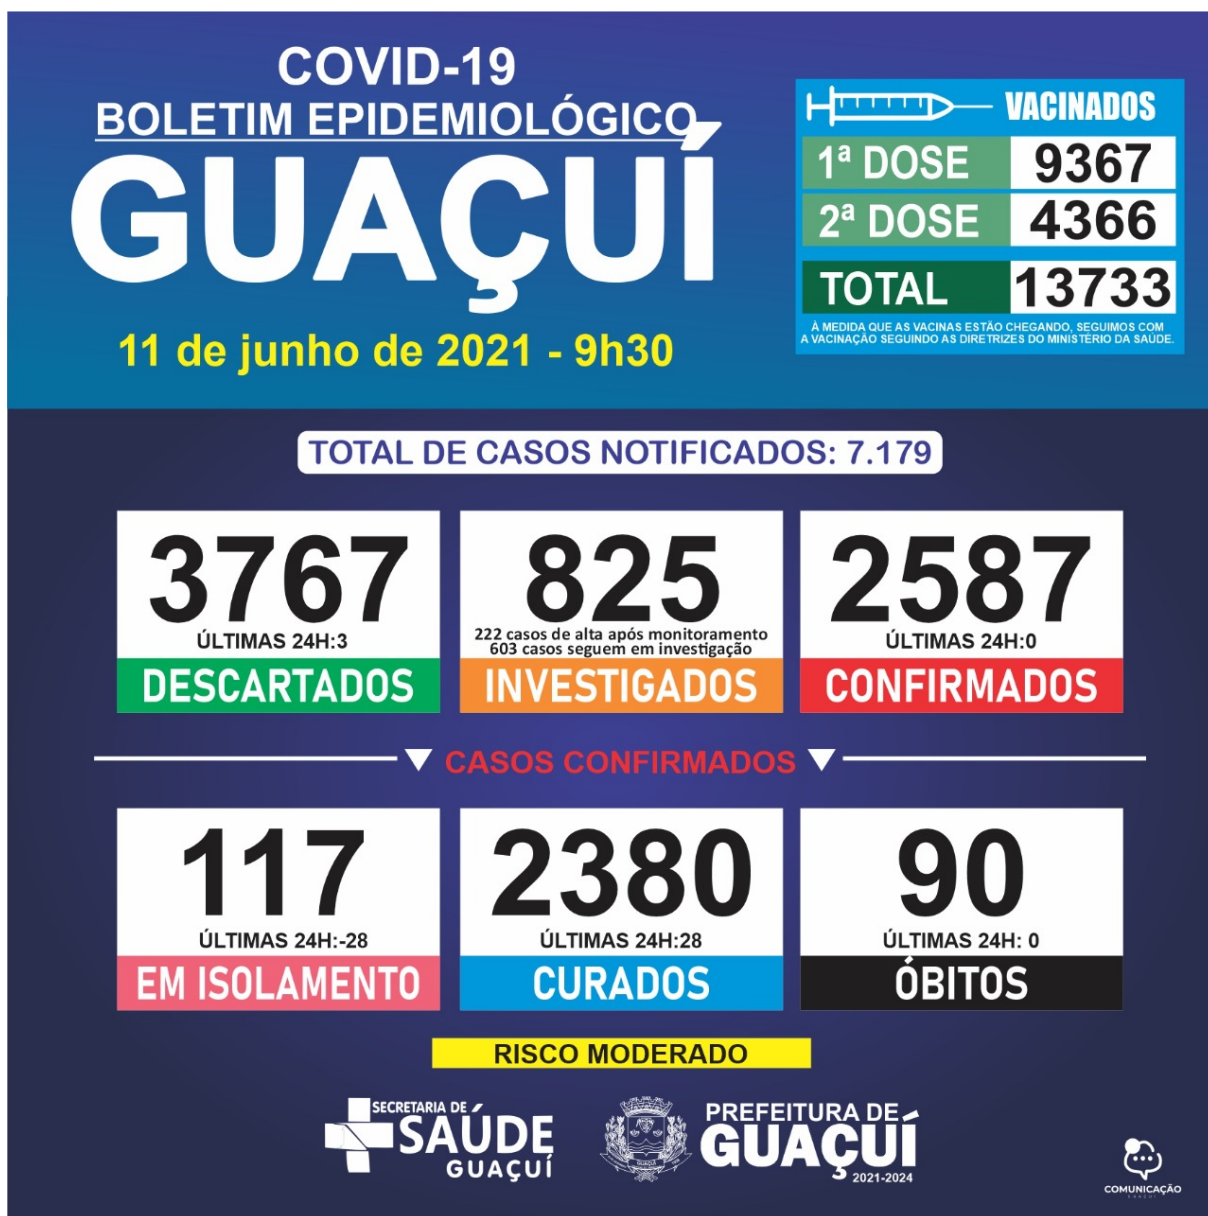 COVID-19
BOLETIM EPIDEMIOLÓGICO
GUAÇUÍ
11 de junho de 2021 - 9h30
VACINADOS
1ª DOSE 9367
2ª DOSE 4366
TOTAL 13733
À MEDIDA QUE AS VACINAS ESTÃO CHEGANDO, SEGUIMOS COM
A VACINAÇÃO SEGUINDO AS DIRETRIZES DO MINISTÉRIO DA SAÚDE.
TOTAL DE CASOS NOTIFICADOS: 7.179
3767
ÚLTIMAS 24H:3
DESCARTADOS
825
222 casos de alta após monitoramento
603 casos seguem em investigação
INVESTIGADOS
2587
ÚLTIMAS 24H:0
CONFIRMADOS
CASOS CONFIRMADOS
117
ÚLTIMAS 24H:-28
EM ISOLAMENTO
2380
ÚLTIMAS 24H:28
CURADOS
90
ÚLTIMAS 24H: 0
ÓBITOS
RISCO MODERADO
SECRETARIA DE
SAÚDE
GUAÇUÍ
PREFEITURA DE
GUAÇUÍ
2021-2024
COMUNICAÇÃO
GUAÇUÍ